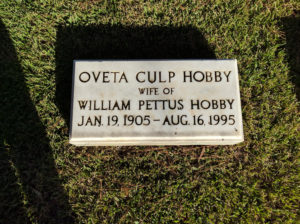 OVETA CULP HOBBY
WIFE OF
WILLIAM PETTUS HOBBY
JAN. 19, 1905 – AUG. 16, 1995